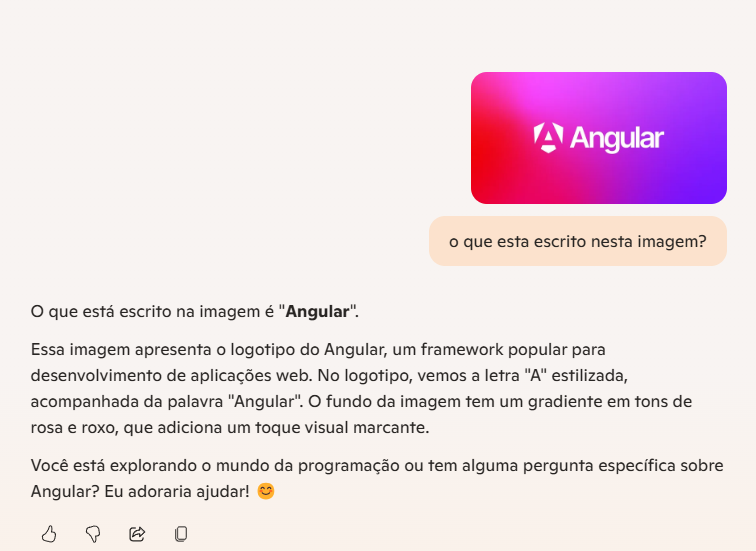 Angular
o que esta escrito nesta imagem?
O que está escrito na imagem é "Angular".
Essa imagem apresenta o logotipo do Angular, um framework popular para
desenvolvimento de aplicações web. No logotipo, vemos a letra "A" estilizada,
acompanhada da palavra "Angular". O fundo da imagem tem um gradiente em tons de
rosa e roxo, que adiciona um toque visual marcante.
Você está explorando o mundo da programação ou tem alguma pergunta específica sobre
Angular? Eu adoraria ajudar! 😊